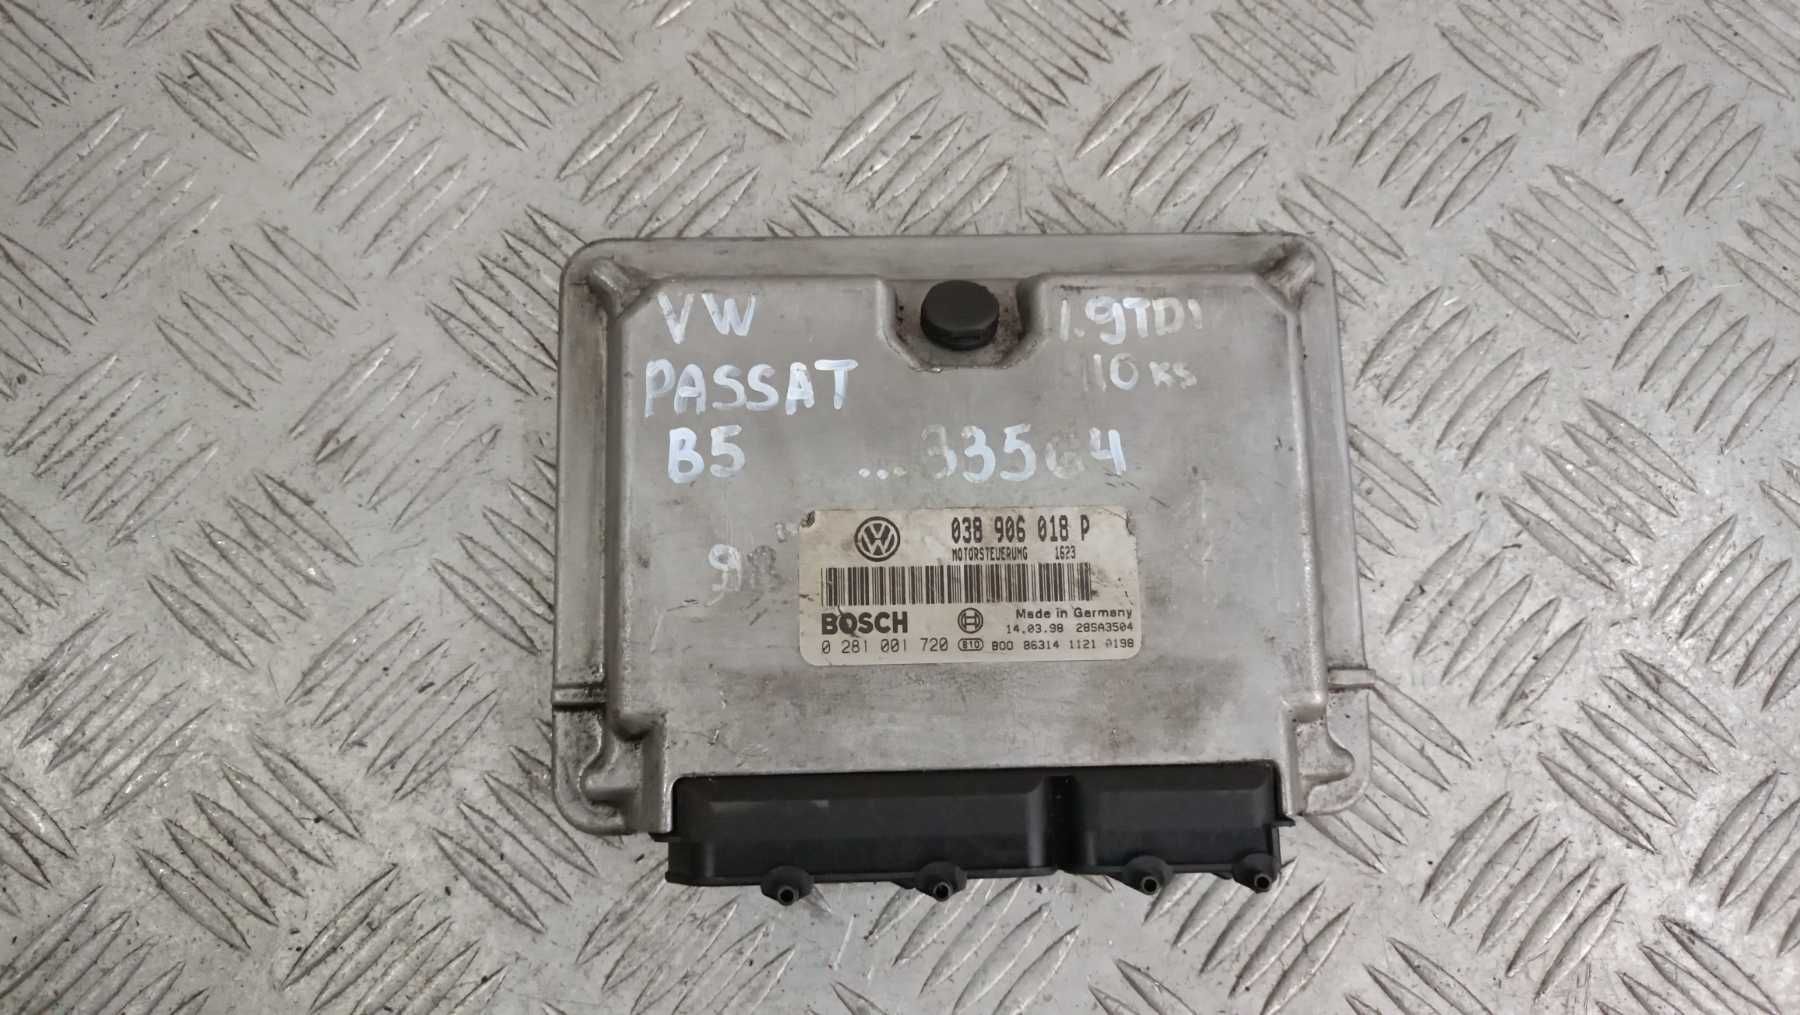 VW
1.9TDI
PASSAT
110 KS
B5
...33564
038 906 018 P
MOTORSTEUERUNG 1623
BOSCH
Made in Germany
14.03.98 28SA3504
0 281 001 720 B00 86314 1121 0198